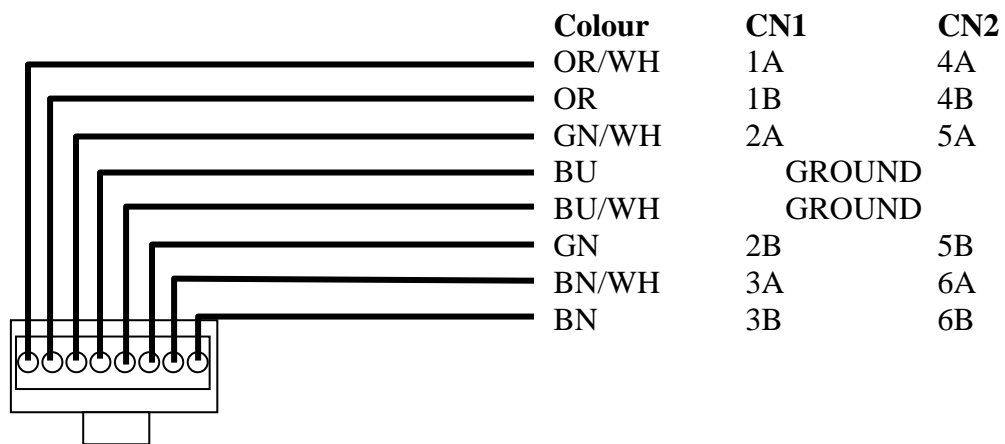 Colour CN1 CN2
OR/WH 1A 4A
OR 1B 4B
GN/WH 2A 5A
BU GROUND
BU/WH GROUND
GN 2B 5B
BN/WH 3A 6A
BN 3B 6B